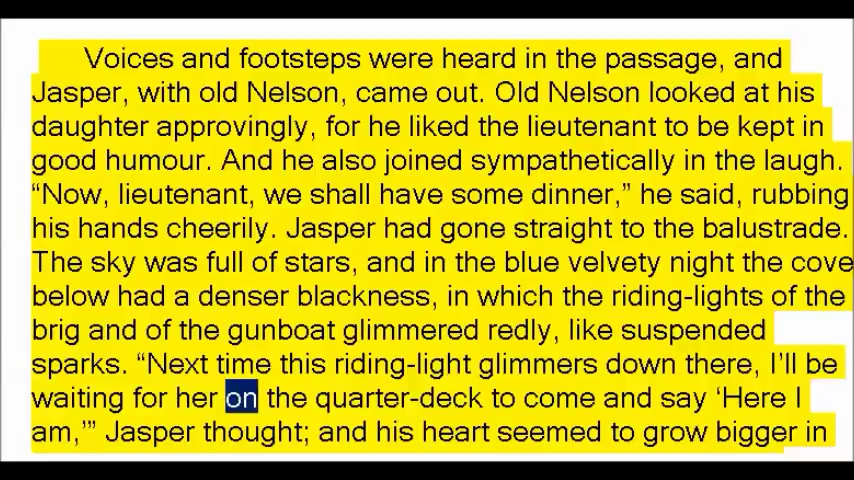 Voices and footsteps were heard in the passage, and
Jasper, with old Nelson, came out. Old Nelson looked at his
daughter approvingly, for he liked the lieutenant to be kept in
good humour. And he also joined sympathetically in the laugh.
“Now, lieutenant, we shall have some dinner,” he said, rubbing
his hands cheerily. Jasper had gone straight to the balustrade.
The sky was full of stars, and in the blue velvety night the cove
below had a denser blackness, in which the riding-lights of the
brig and of the gunboat glimmered redly, like suspended
sparks. “Next time this riding-light glimmers down there, I’ll be
waiting for her on the quarter-deck to come and say ‘Here I
am,’” Jasper thought; and his heart seemed to grow bigger in